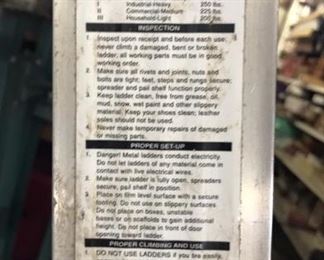 I Industrial-Heavy 250 lbs.
II Commercial-Medium 225 lbs.
III Household-Light 200 lbs.
INSPECTION
1. Inspect upon receipt and before each use;
never climb a damaged, bent or broken
ladder; all working parts must be in good
order.
2. Make sure all rivets and joints, nuts and
bolts are tight; feet, steps and rungs secure;
spreader and pail shelf function properly.
3. Keep ladder clean, free from grease, oil,
mud, snow, wet paint and other slippery
material. Keep your shoes clean; leather
soles should not be used.
4. Never make temporary repairs of damaged
or missing parts.
PROPER SET-UP
1. Danger! Metal ladders conduct electricity.
Do not let ladders of any material come in
contact with live electrical wires.
2. Make sure ladder is fully open, spreaders
secure, pail shelf in position.
3. Place on firm level surface with a secure
footing. Do not use on slippery surfaces.
Do not place on boxes, unstable
bases or on scaffolds to gain additional
height. Do not place in front of door
opening toward ladder.
PROPER CLIMBING AND USE
1. DO NOT USE LADDERS if you tire easily,